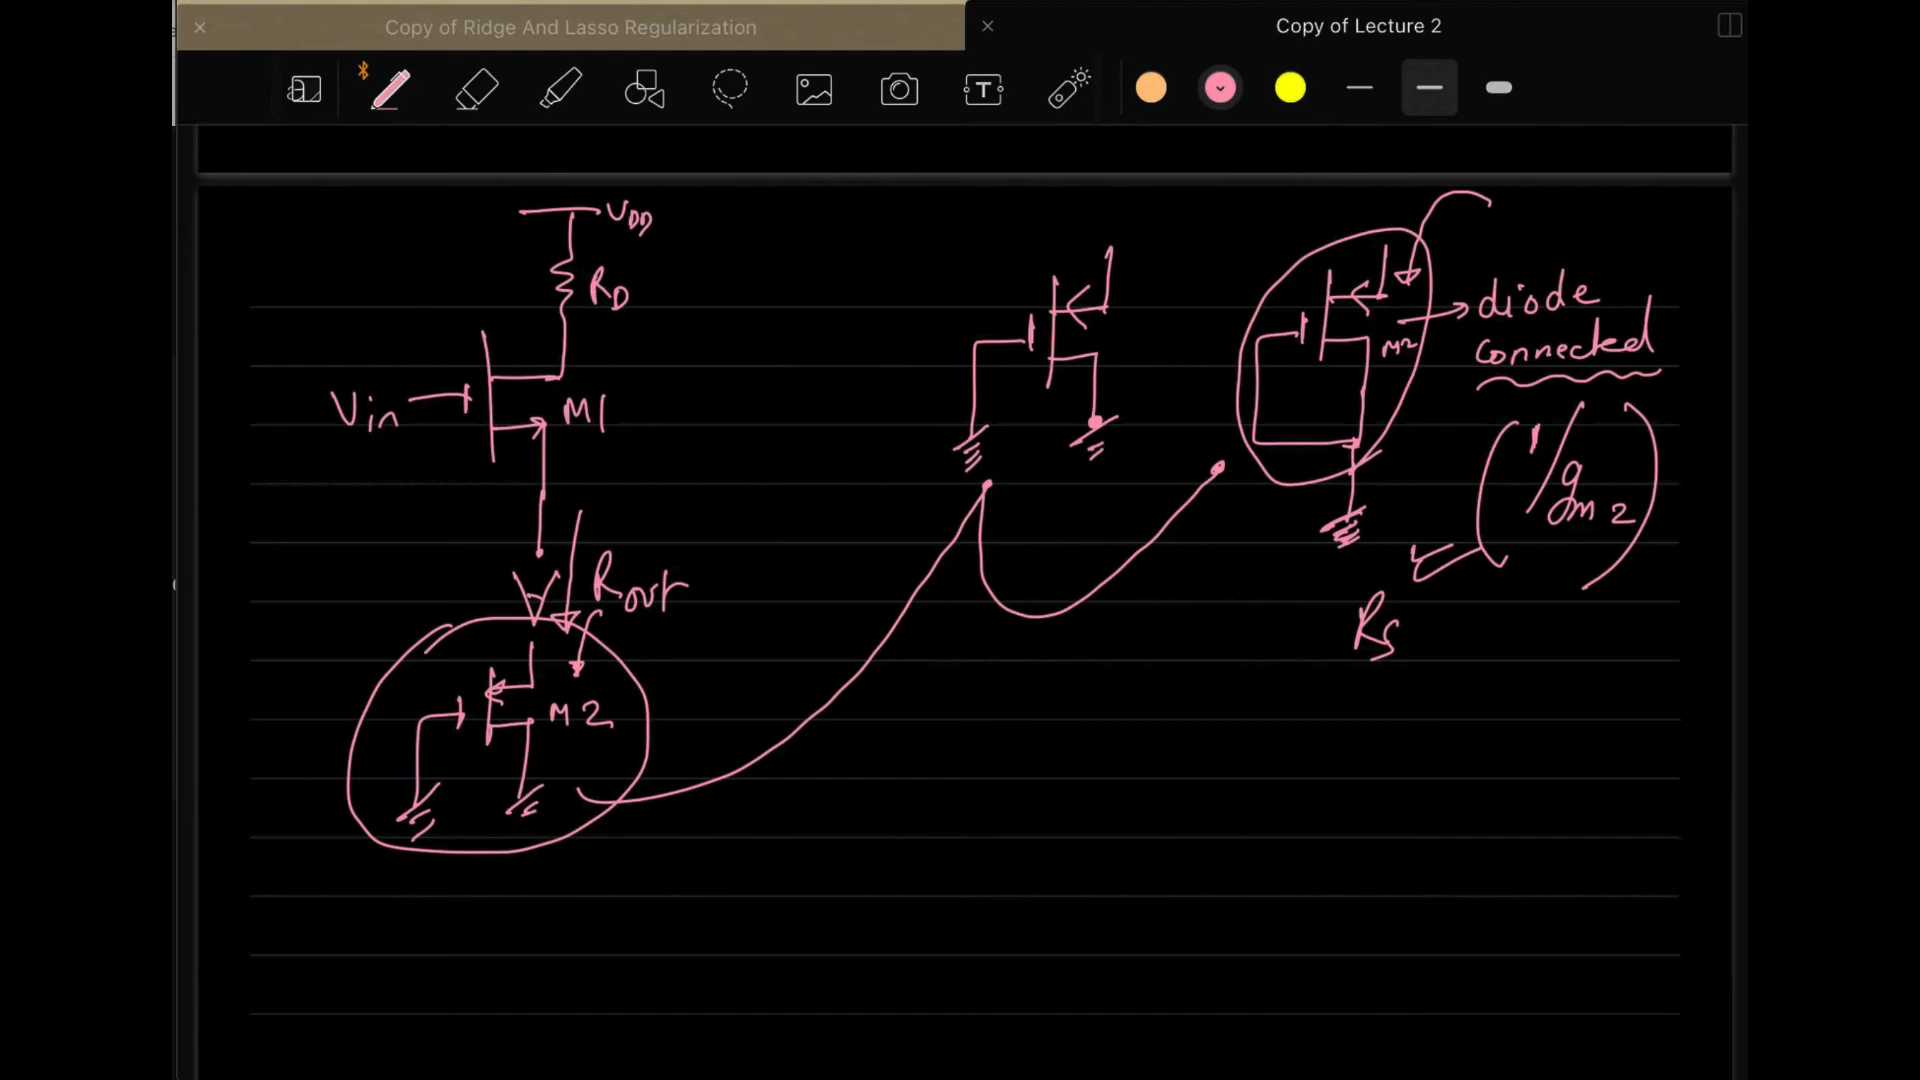 Copy of Ridge And Lasso Regularization
Copy of Lecture 2
T
VDD
RD
Vin
M1
Rout
M2
M2
diode
connected
1/gm2
RS